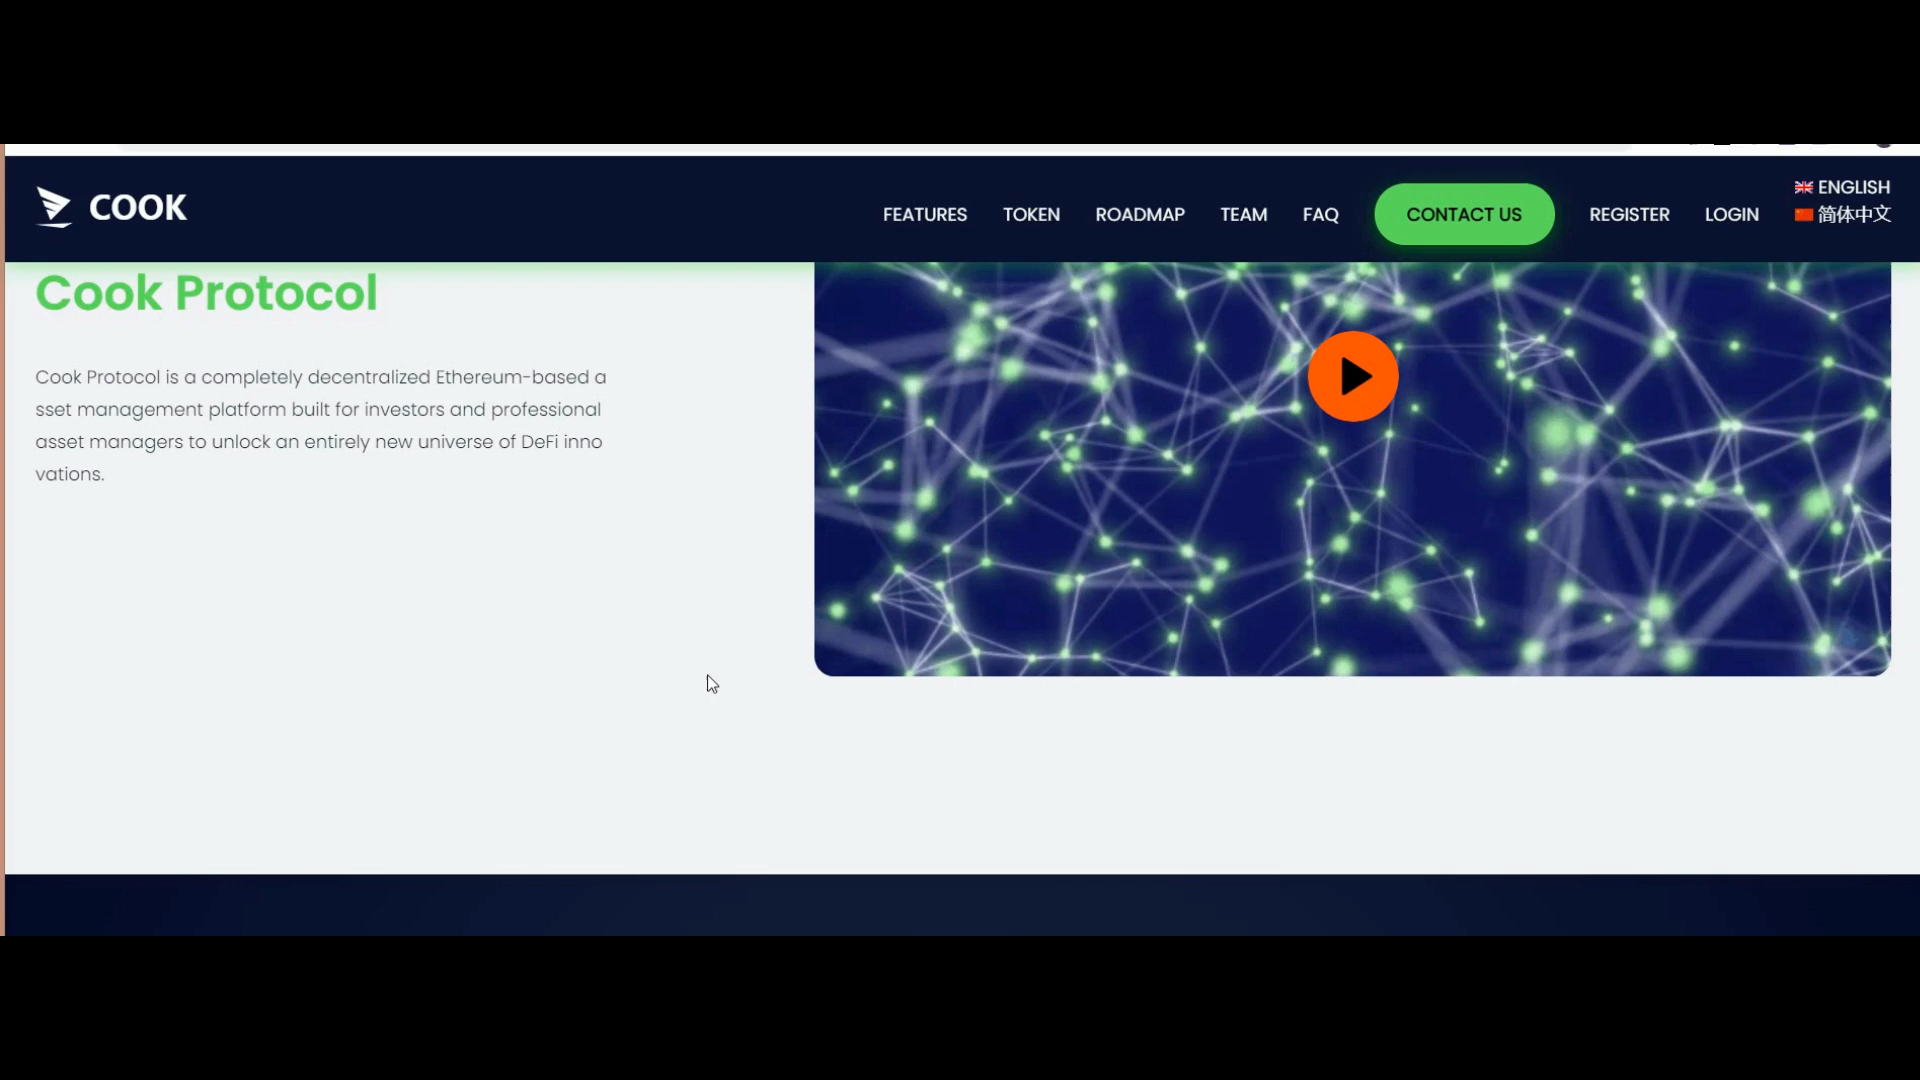 COOK
FEATURES TOKEN ROADMAP TEAM FAQ CONTACT US REGISTER LOGIN
ENGLISH
简体中文
Cook Protocol
Cook Protocol is a completely decentralized Ethereum-based a
sset management platform built for investors and professional
asset managers to unlock an entirely new universe of DeFi inno
vations.